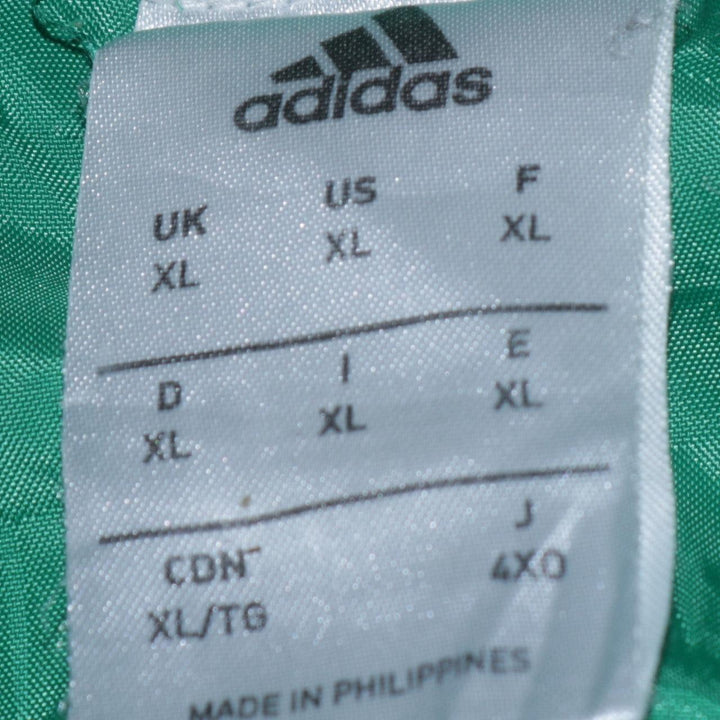 adidas
UK US F
XL XL XL
D I E
XL XL XL
CDN J
XL/TG 4XO
MADE IN PHILIPPINES